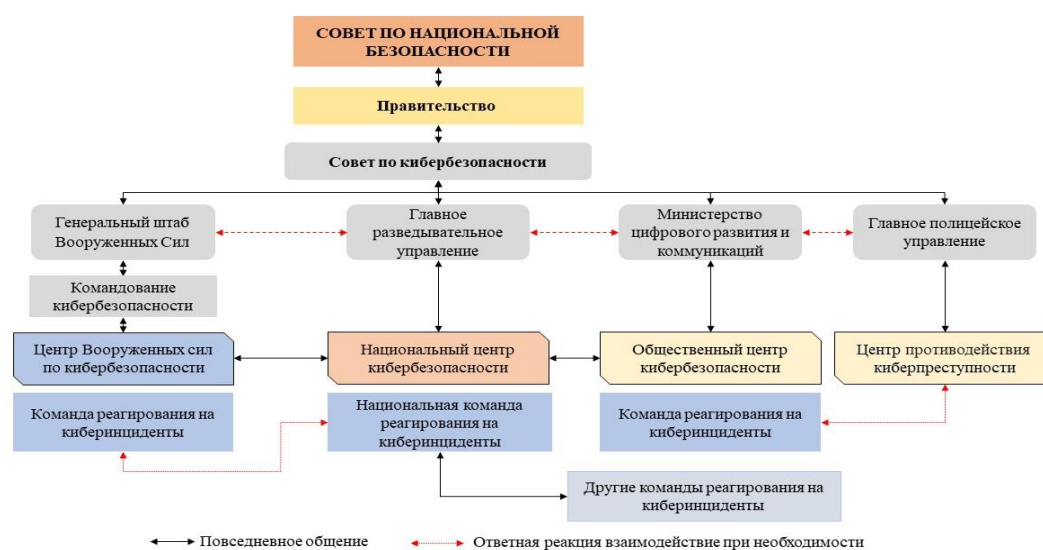 СОВЕТ ПО НАЦИОНАЛЬНОЙ
БЕЗОПАСНОСТИ
Правительство
Совет по кибербезопасности
Генеральный штаб
Вооруженных Сил
Главное
разведывательное
управление
Министерство
цифрового развития и
коммуникаций
Главное полицейское
управление
Командование
кибербезопасности
Центр Вооруженных сил
по кибербезопасности
Национальный центр
кибербезопасности
Общественный центр
кибербезопасности
Центр противодействия
киберпреступности
Команда реагирования на
киберинциденты
Национальная команда
реагирования на
киберинциденты
Команда реагирования на
киберинциденты
Другие команды реагирования на
киберинциденты
Повседневное общение
Ответная реакция взаимодействие при необходимости